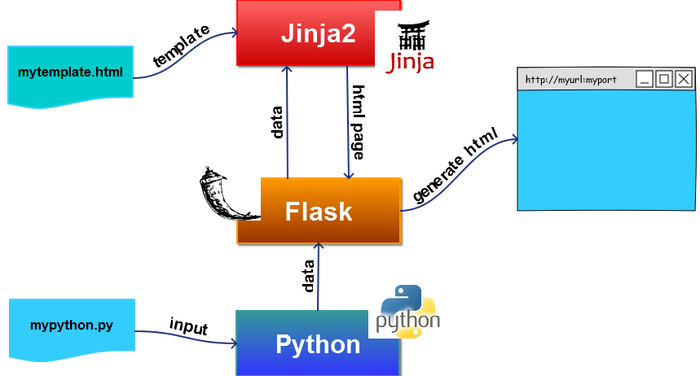 Jinja2
Jinja
template
mytemplate.html
http://myurl:myport
data
html page
generate html
Flask
data
python
mypython.py
input
Python